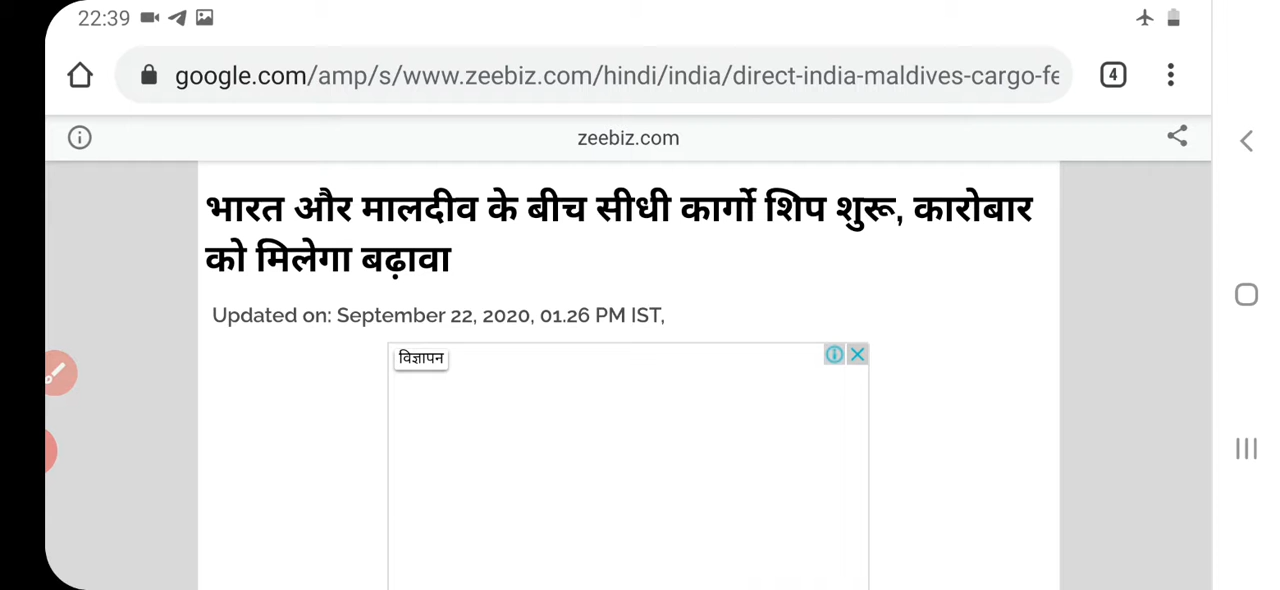 22:39
google.com/amp/s/www.zeebiz.com/hindi/india/direct-india-maldives-cargo-fe
4
zeebiz.com
भारत और मालदीव के बीच सीधी कार्गो शिप शुरू, कारोबार
को मिलेगा बढ़ावा
Updated on: September 22, 2020, 01.26 PM IST,
विज्ञापन